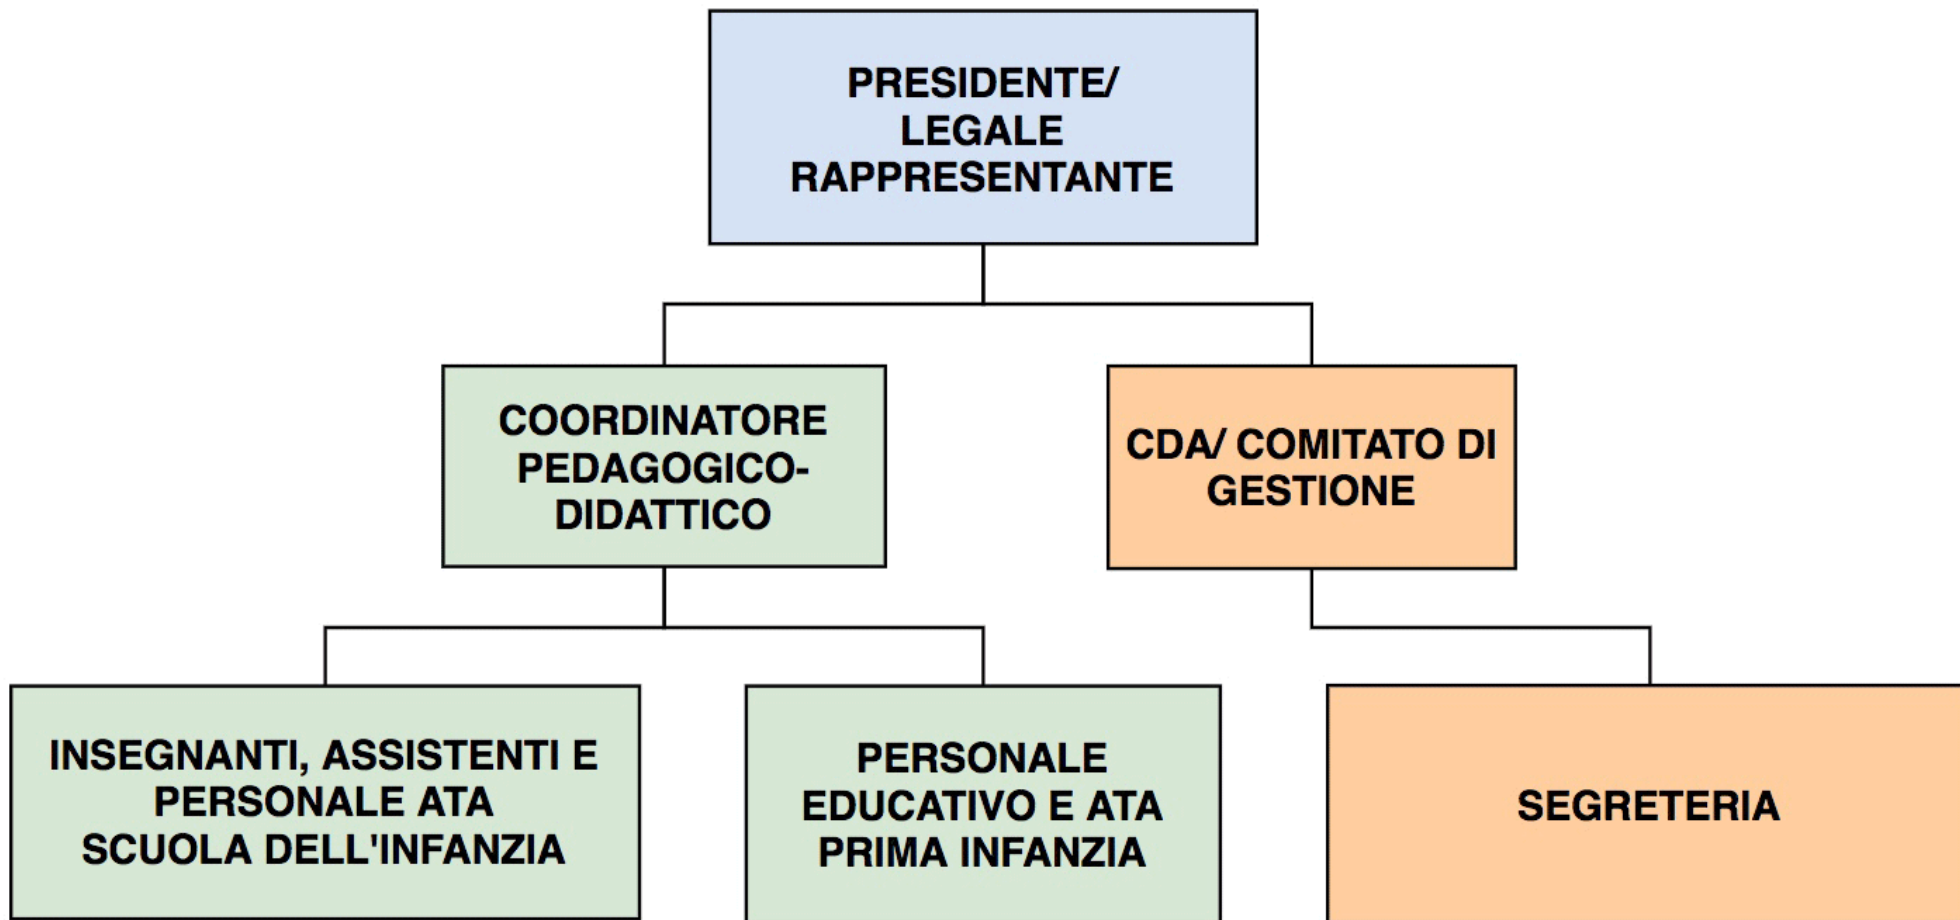 PRESIDENTE/
LEGALE
RAPPRESENTANTE
COORDINATORE
PEDAGOGICO-
DIDATTICO
CDA/ COMITATO DI
GESTIONE
INSEGNANTI, ASSISTENTI E
PERSONALE ATA
SCUOLA DELL'INFANZIA
PERSONALE
EDUCATIVO E ATA
PRIMA INFANZIA
SEGRETERIA